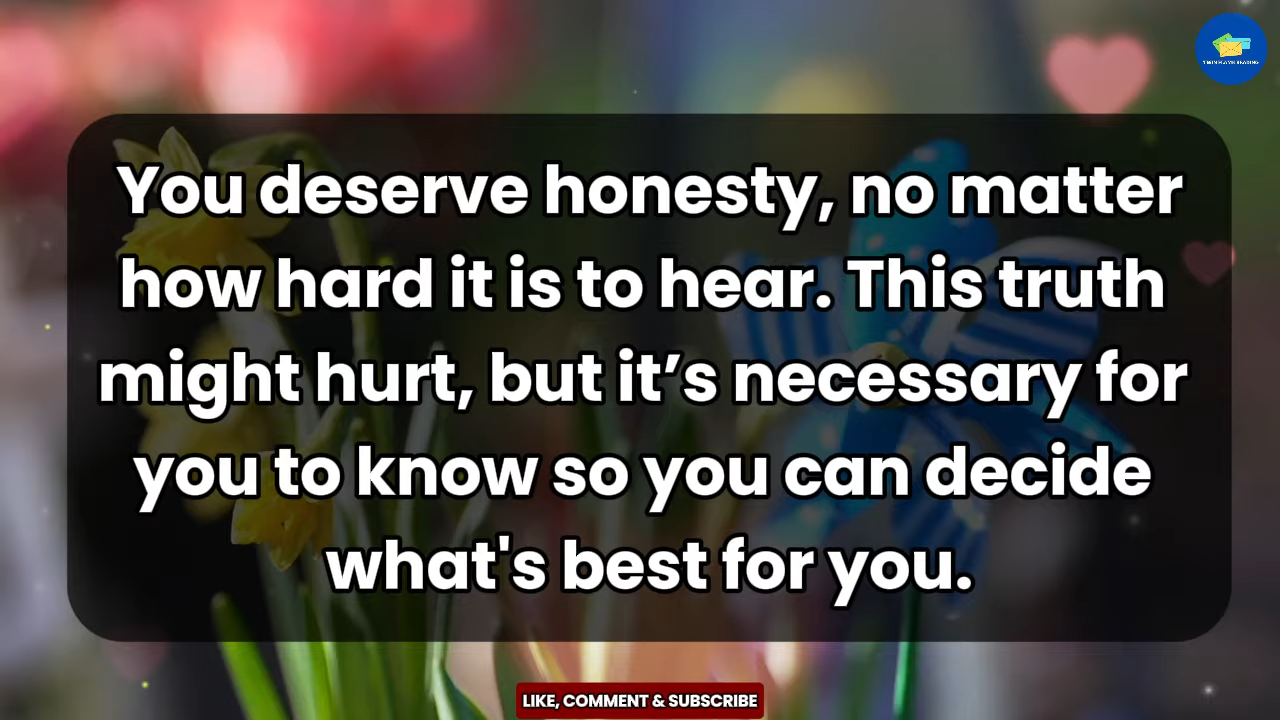 You deserve honesty, no matter
how hard it is to hear. This truth
might hurt, but it’s necessary for
you to know so you can decide
what's best for you.
LIKE, COMMENT & SUBSCRIBE